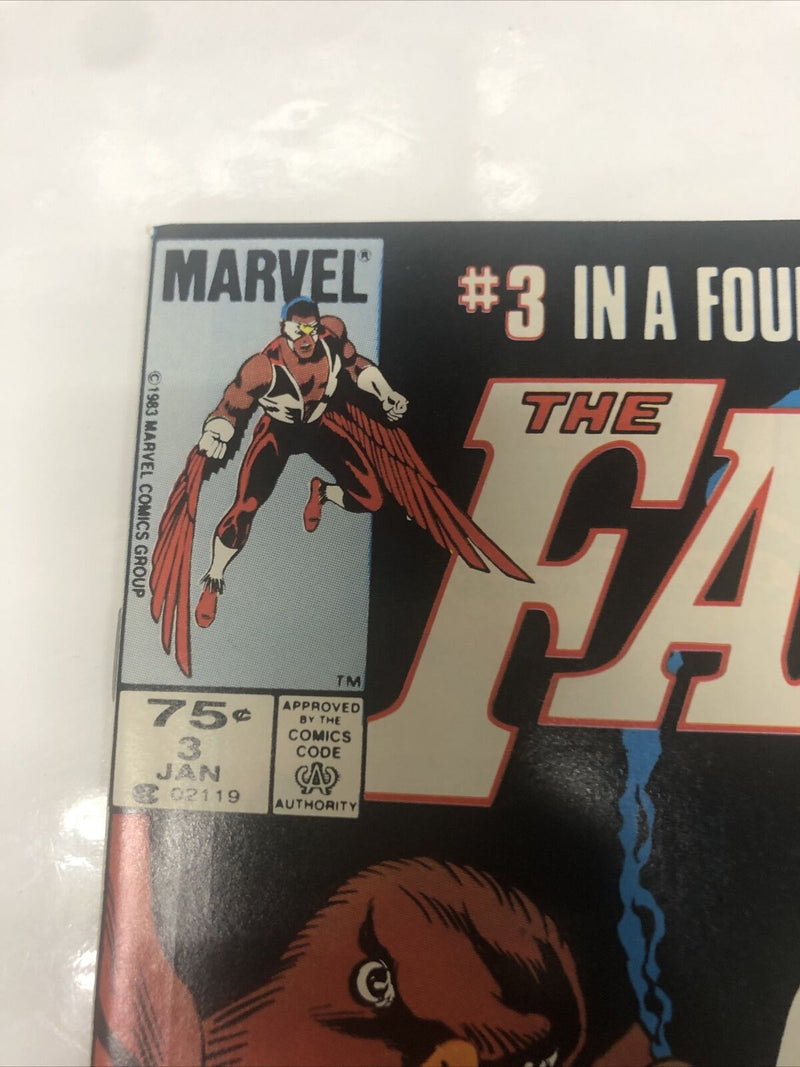 MARVEL®
#3 IN A FOU
THE
FA
©1983 MARVEL COMICS GROUP
TM
75¢
3
JAN
02119
APPROVED
BY THE
COMICS
CODE
CA
AUTHORITY